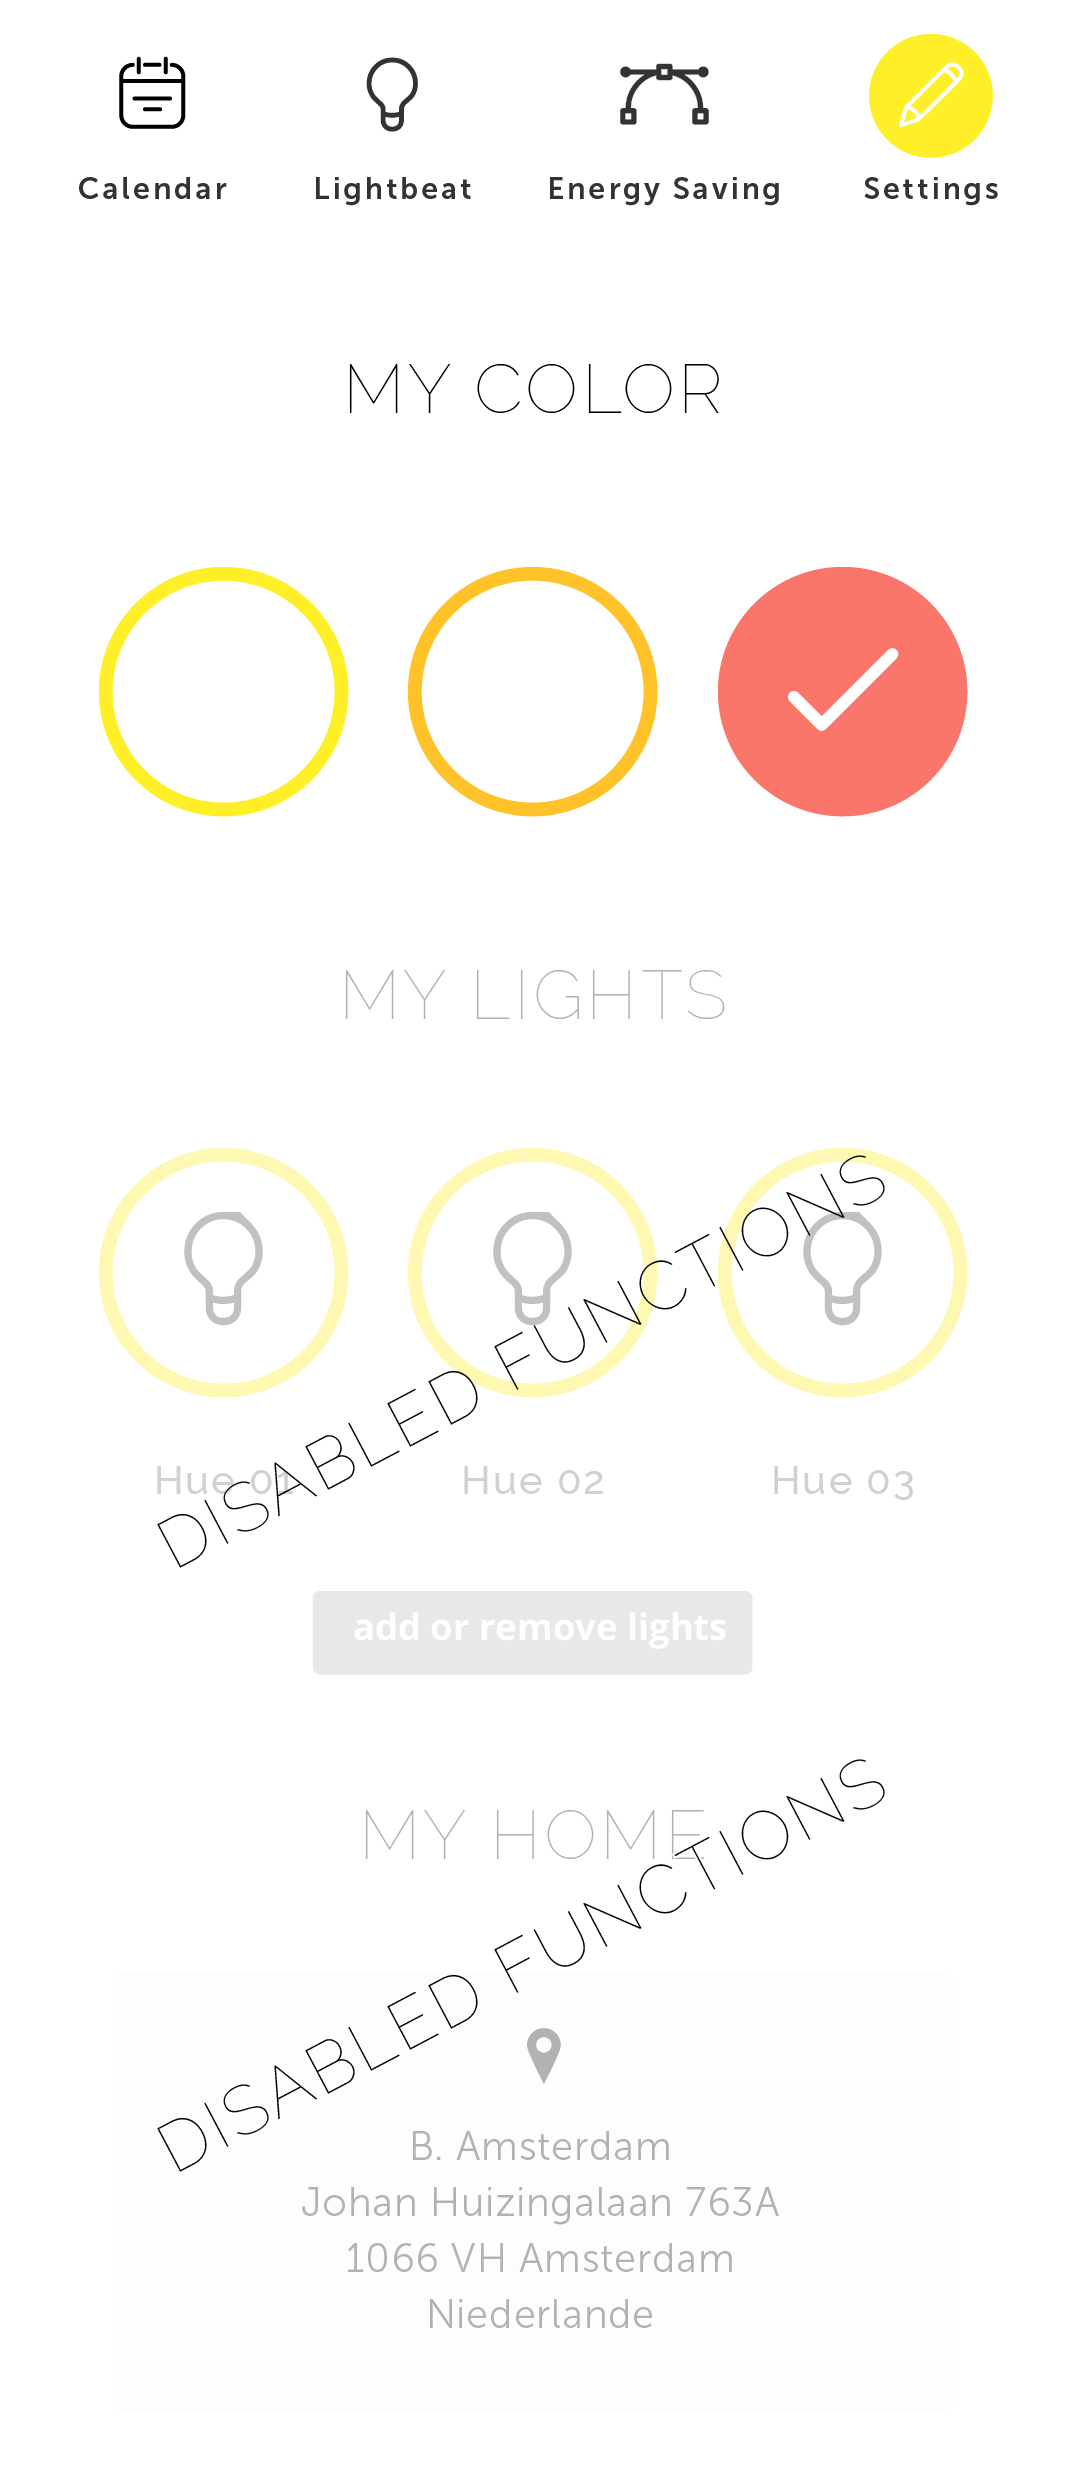 Calendar
Lightbeat
Energy Saving
Settings
MY COLOR
MY LIGHTS
DISABLED FUNCTIONS
Hue 01
Hue 02
Hue 03
add or remove lights
MY HOME
DISABLED FUNCTIONS
B. Amsterdam
Johan Huizingalaan 763A
1066 VH Amsterdam
Niederlande